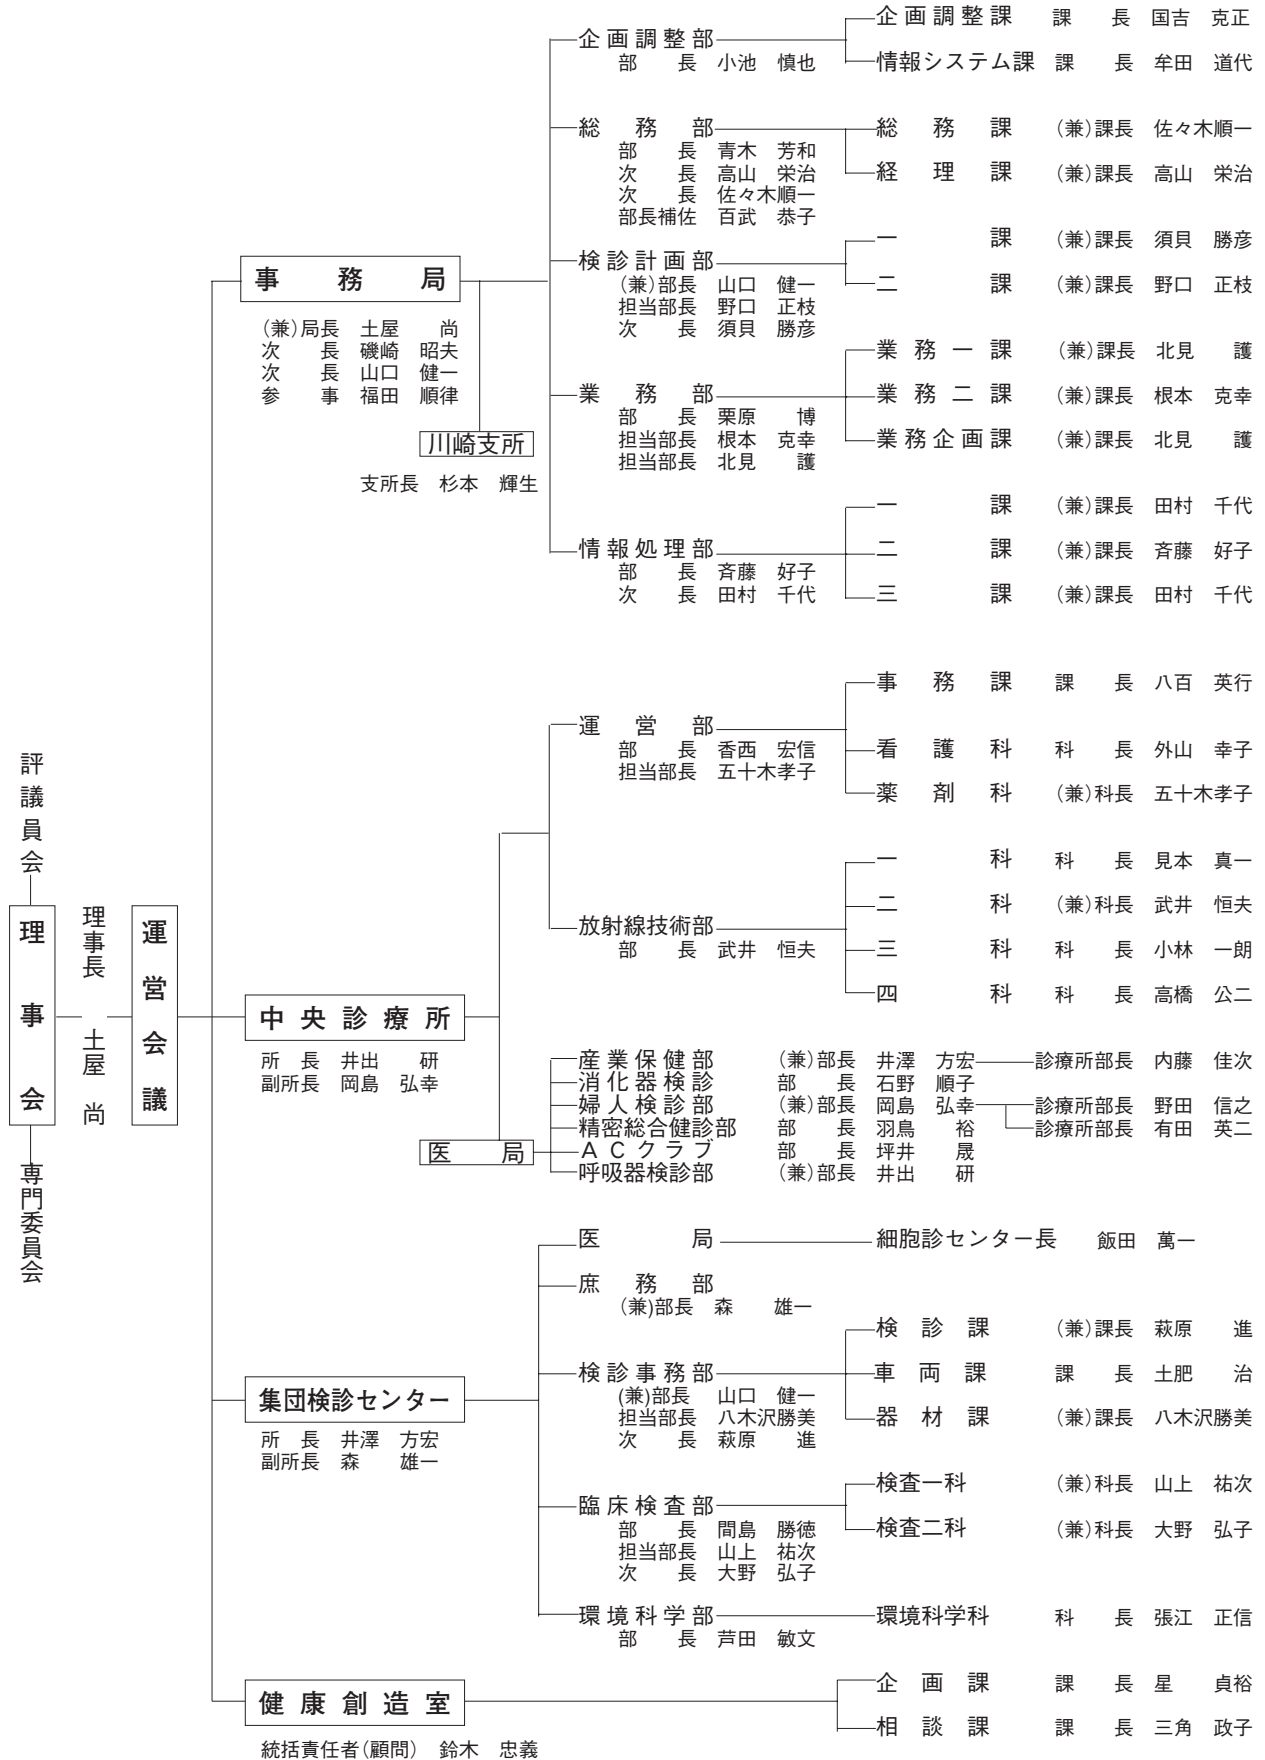 評議員会
理事会
専門委員会
理事長 土屋 尚
運営会議
事務局
(兼)局長 土屋 尚
次長 磯崎 昭夫
次長 山口 健一
参事 福田 順律
川崎支所
支所長 杉本 輝生
企画調整部
部長 小池 慎也
企画調整課 課長 国吉 克正
情報システム課 課長 牟田 道代
総務部
部長 青木 芳和
次長 高山 栄治
次長 佐々木順一
部長補佐 百武 恭子
総務課 (兼)課長 佐々木順一
経理課 (兼)課長 高山 栄治
検診計画部
(兼)部長 山口 健一
担当部長 野口 正枝
次長 須貝 勝彦
一課 (兼)課長 須貝 勝彦
二課 (兼)課長 野口 正枝
業務部
部長 栗原 博
担当部長 根本 克幸
担当部長 北見 護
業務一課 (兼)課長 北見 護
業務二課 (兼)課長 根本 克幸
業務企画課 (兼)課長 北見 護
情報処理部
部長 斉藤 好子
次長 田村 千代
一課 (兼)課長 田村 千代
二課 (兼)課長 斉藤 好子
三課 (兼)課長 田村 千代
中央診療所
所長 井出 研
副所長 岡島 弘幸
運営部
部長 香西 宏信
担当部長 五十木孝子
事務課 課長 八百 英行
看護科 科長 外山 幸子
薬剤科 (兼)科長 五十木孝子
放射線技術部
部長 武井 恒夫
一科 科長 見本 真一
二科 (兼)科長 武井 恒夫
三科 科長 小林 一朗
四科 科長 高橋 公二
医局
産業保健部 (兼)部長 井澤 方宏 診療所部長 内藤 佳次
消化器検診 部長 石野 順子
婦人検診部 (兼)部長 岡島 弘幸 診療所部長 野田 信之
診療所部長 有田 英二
精密総合健診部 部長 羽鳥 裕
ACクラブ 部長 坪井 晟
呼吸器検診部 (兼)部長 井出 研
集団検診センター
所長 井澤 方宏
副所長 森 雄一
医局 細胞診センター長 飯田 萬一
庶務部
(兼)部長 森 雄一
検診事務部
(兼)部長 山口 健一
担当部長 八木沢勝美
次長 萩原 進
検診課 (兼)課長 萩原 進
車両課 課長 土肥 治
器材課 (兼)課長 八木沢勝美
臨床検査部
部長 間島 勝徳
担当部長 山上 祐次
次長 大野 弘子
検査一科 (兼)科長 山上 祐次
検査二科 (兼)科長 大野 弘子
環境科学部
部長 芦田 敏文
環境科学科 科長 張江 正信
健康創造室
統括責任者(顧問) 鈴木 忠義
企画課 課長 星 貞裕
相談課 課長 三角 政子